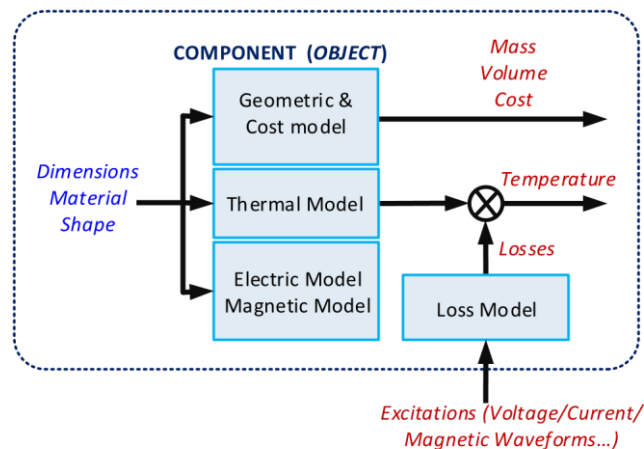 COMPONENT (OBJECT)
Mass
Volume
Cost
Geometric &
Cost model
Dimensions
Material
Shape
Thermal Model
Temperature
Electric Model
Magnetic Model
Losses
Loss Model
Excitations (Voltage/Current/
Magnetic Waveforms...)